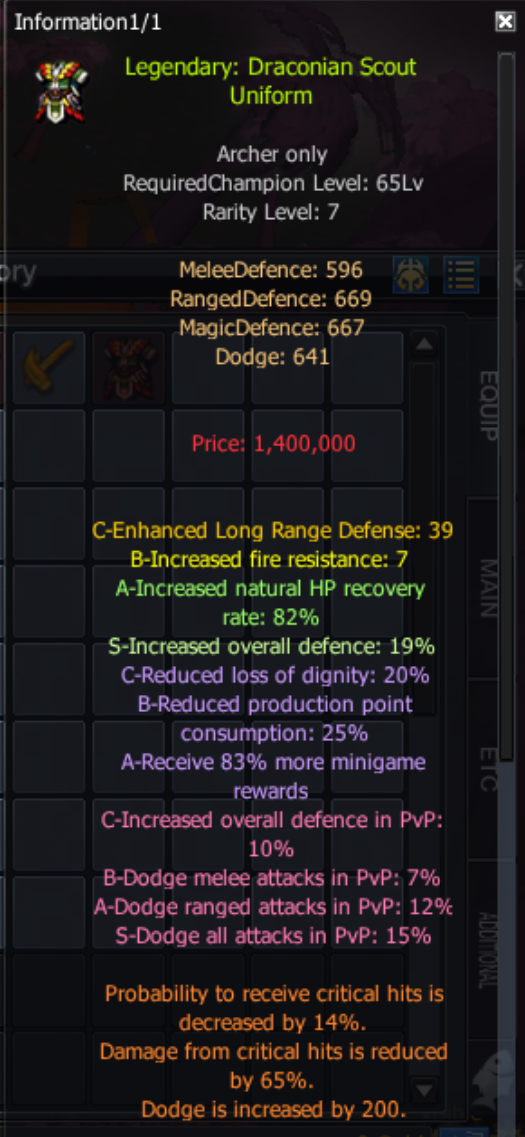 Information1/1
Legendary: Draconian Scout
Uniform
Archer only
RequiredChampion Level: 65Lv
Rarity Level: 7
ory
MeleeDefence: 596
RangedDefence: 669
MagicDefence: 667
Dodge: 641
EQUIP
Price: 1,400,000
C-Enhanced Long Range Defense: 39
B-Increased fire resistance: 7
A-Increased natural HP recovery
rate: 82%
MAIN
S-Increased overall defence: 19%
C-Reduced loss of dignity: 20%
B-Reduced production point
consumption: 25%
A-Receive 83% more minigame
rewards
ETC
C-Increased overall defence in PvP:
10%
B-Dodge melee attacks in PvP: 7%
A-Dodge ranged attacks in PvP: 12%
S-Dodge all attacks in PvP: 15%
ADDITIONAL
Probability to receive critical hits is
decreased by 14%.
Damage from critical hits is reduced
by 65%.
Dodge is increased by 200.